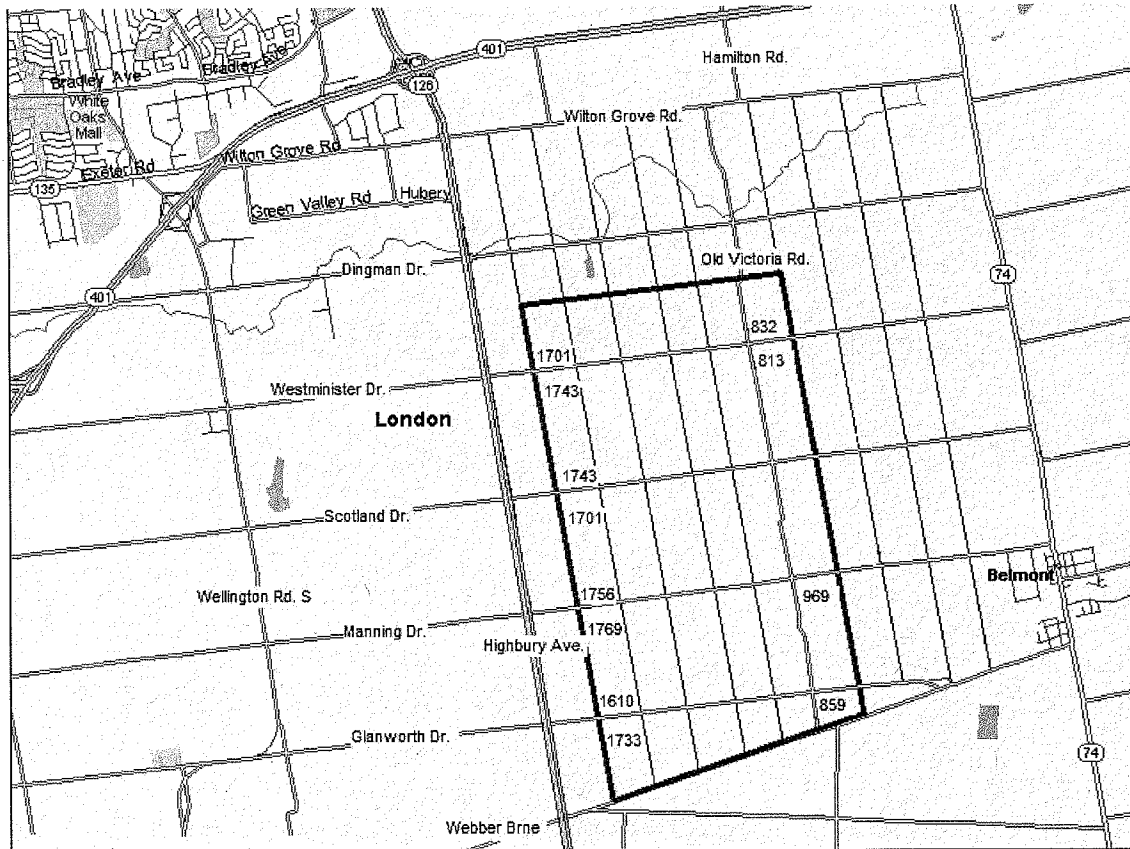 Hamilton Rd.
401
Bradley Ave
Bradley Ave
126
White
Oaks
Mall
Wilton Grove Rd.
Wilton Grove Rd
Exeter Rd
135
Green Valley Rd
Hubery
Old Victoria Rd.
Dingman Dr.
74
401
832
1701
813
Westminister Dr.
1743
London
1743
Scotland Dr.
1701
Belmont
Wellington Rd. S
1756
969
Manning Dr.
1769
Highbury Ave.
1610
859
Glanworth Dr.
1733
74
Webber Brne